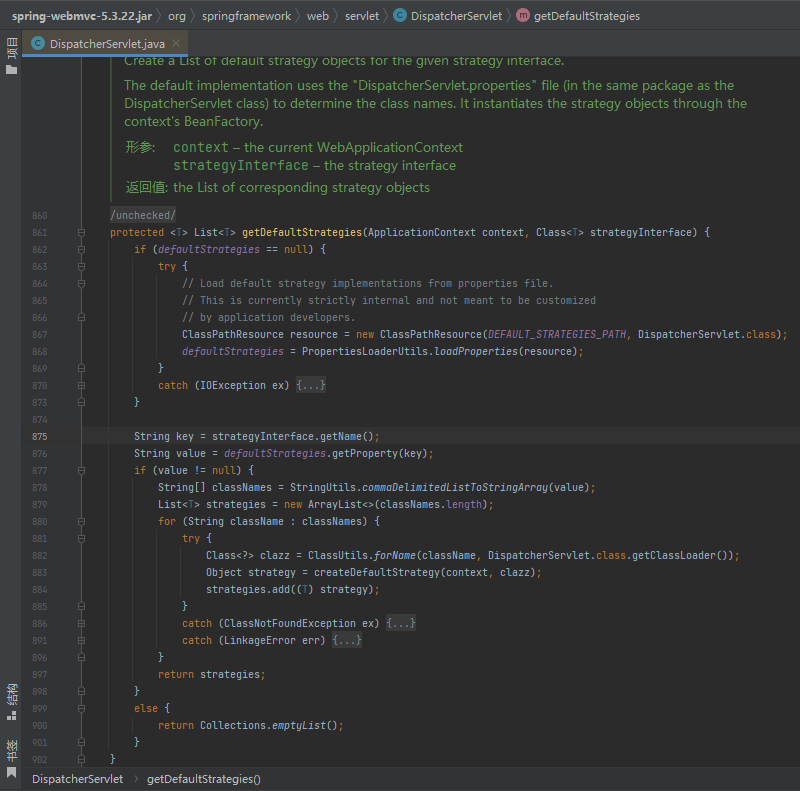 spring-webmvc-5.3.22.jar › org › springframework › web › servlet › DispatcherServlet › getDefaultStrategies
项目
DispatcherServlet.java ×
Create a List of default strategy objects for the given strategy interface.
The default implementation uses the "DispatcherServlet.properties" file (in the same package as the
DispatcherServlet class) to determine the class names. It instantiates the strategy objects through the
context's BeanFactory.
形参: context – the current WebApplicationContext
strategyInterface – the strategy interface
返回值: the List of corresponding strategy objects
860 /unchecked/
861 protected <T> List<T> getDefaultStrategies(ApplicationContext context, Class<T> strategyInterface) {
862 if (defaultStrategies == null) {
863 try {
864 // Load default strategy implementations from properties file.
865 // This is currently strictly internal and not meant to be customized
866 // by application developers.
867 ClassPathResource resource = new ClassPathResource(DEFAULT_STRATEGIES_PATH, DispatcherServlet.class);
868 defaultStrategies = PropertiesLoaderUtils.loadProperties(resource);
869 }
870 catch (IOException ex) {...}
873 }
874
875 String key = strategyInterface.getName();
876 String value = defaultStrategies.getProperty(key);
877 if (value != null) {
878 String[] classNames = StringUtils.commaDelimitedListToStringArray(value);
879 List<T> strategies = new ArrayList<>(classNames.length);
880 for (String className : classNames) {
881 try {
882 Class<?> clazz = ClassUtils.forName(className, DispatcherServlet.class.getClassLoader());
883 Object strategy = createDefaultStrategy(context, clazz);
884 strategies.add((T) strategy);
885 }
886 catch (ClassNotFoundException ex) {...}
891 catch (LinkageError err) {...}
896 }
897 return strategies;
898 }
899 else {
900 return Collections.emptyList();
901 }
902 }
结构
书签
DispatcherServlet › getDefaultStrategies()